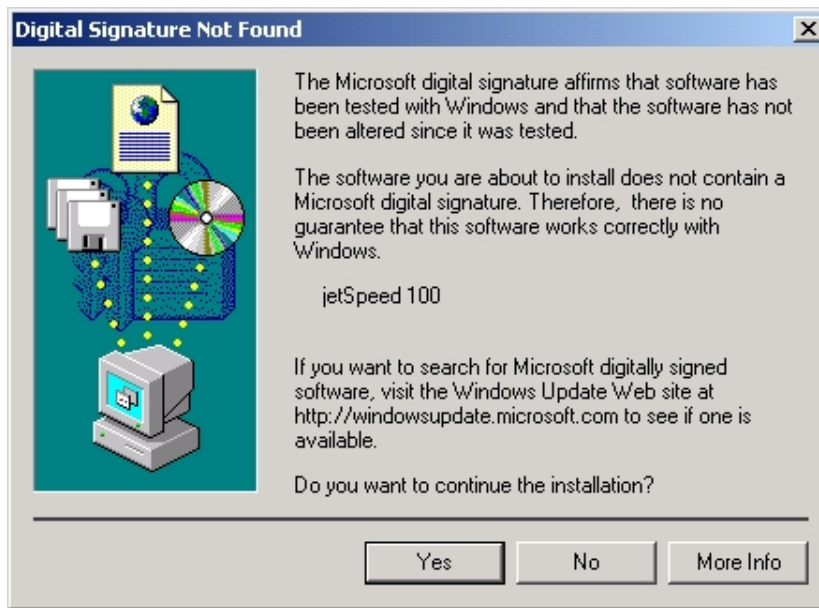 Digital Signature Not Found
The Microsoft digital signature affirms that software has
been tested with Windows and that the software has not
been altered since it was tested.
The software you are about to install does not contain a
Microsoft digital signature. Therefore, there is no
guarantee that this software works correctly with
Windows.
jetSpeed 100
If you want to search for Microsoft digitally signed
software, visit the Windows Update Web site at
http://windowsupdate.microsoft.com to see if one is
available.
Do you want to continue the installation?
Yes
No
More Info